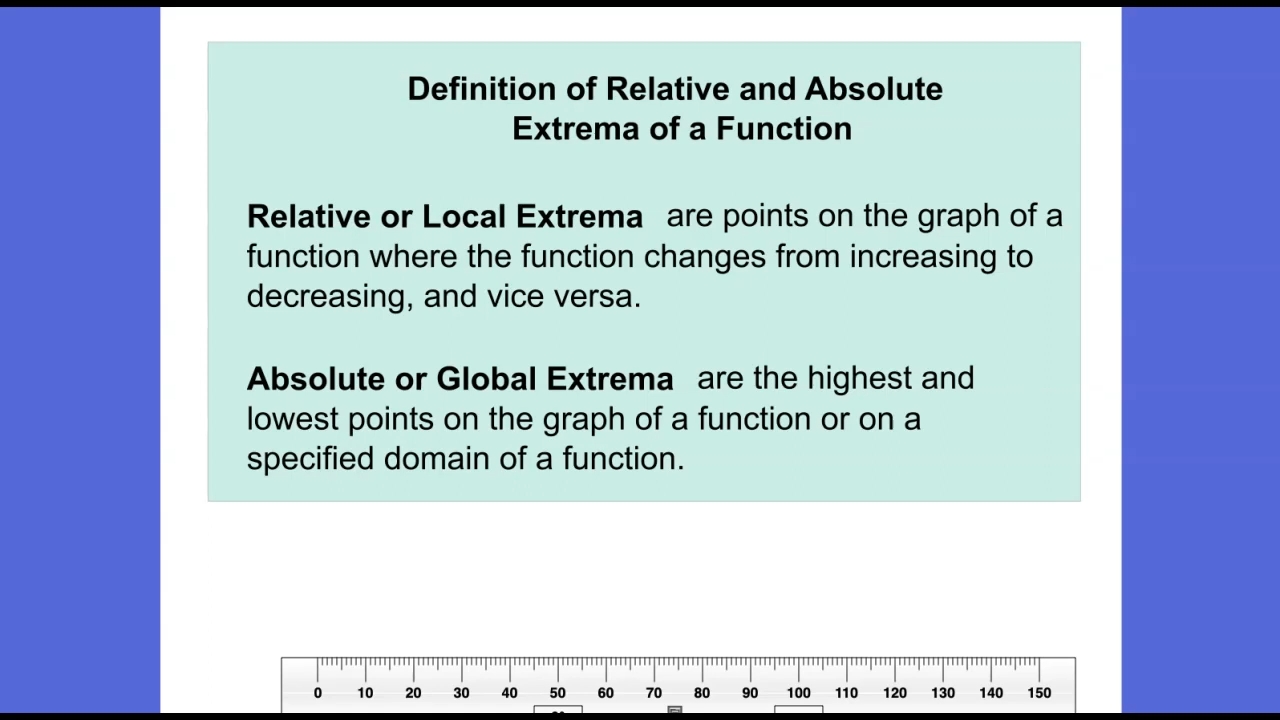 Definition of Relative and Absolute
Extrema of a Function
Relative or Local Extrema are points on the graph of a
function where the function changes from increasing to
decreasing, and vice versa.
Absolute or Global Extrema are the highest and
lowest points on the graph of a function or on a
specified domain of a function.
0 10 20 30 40 50 60 70 80 90 100 110 120 130 140 150